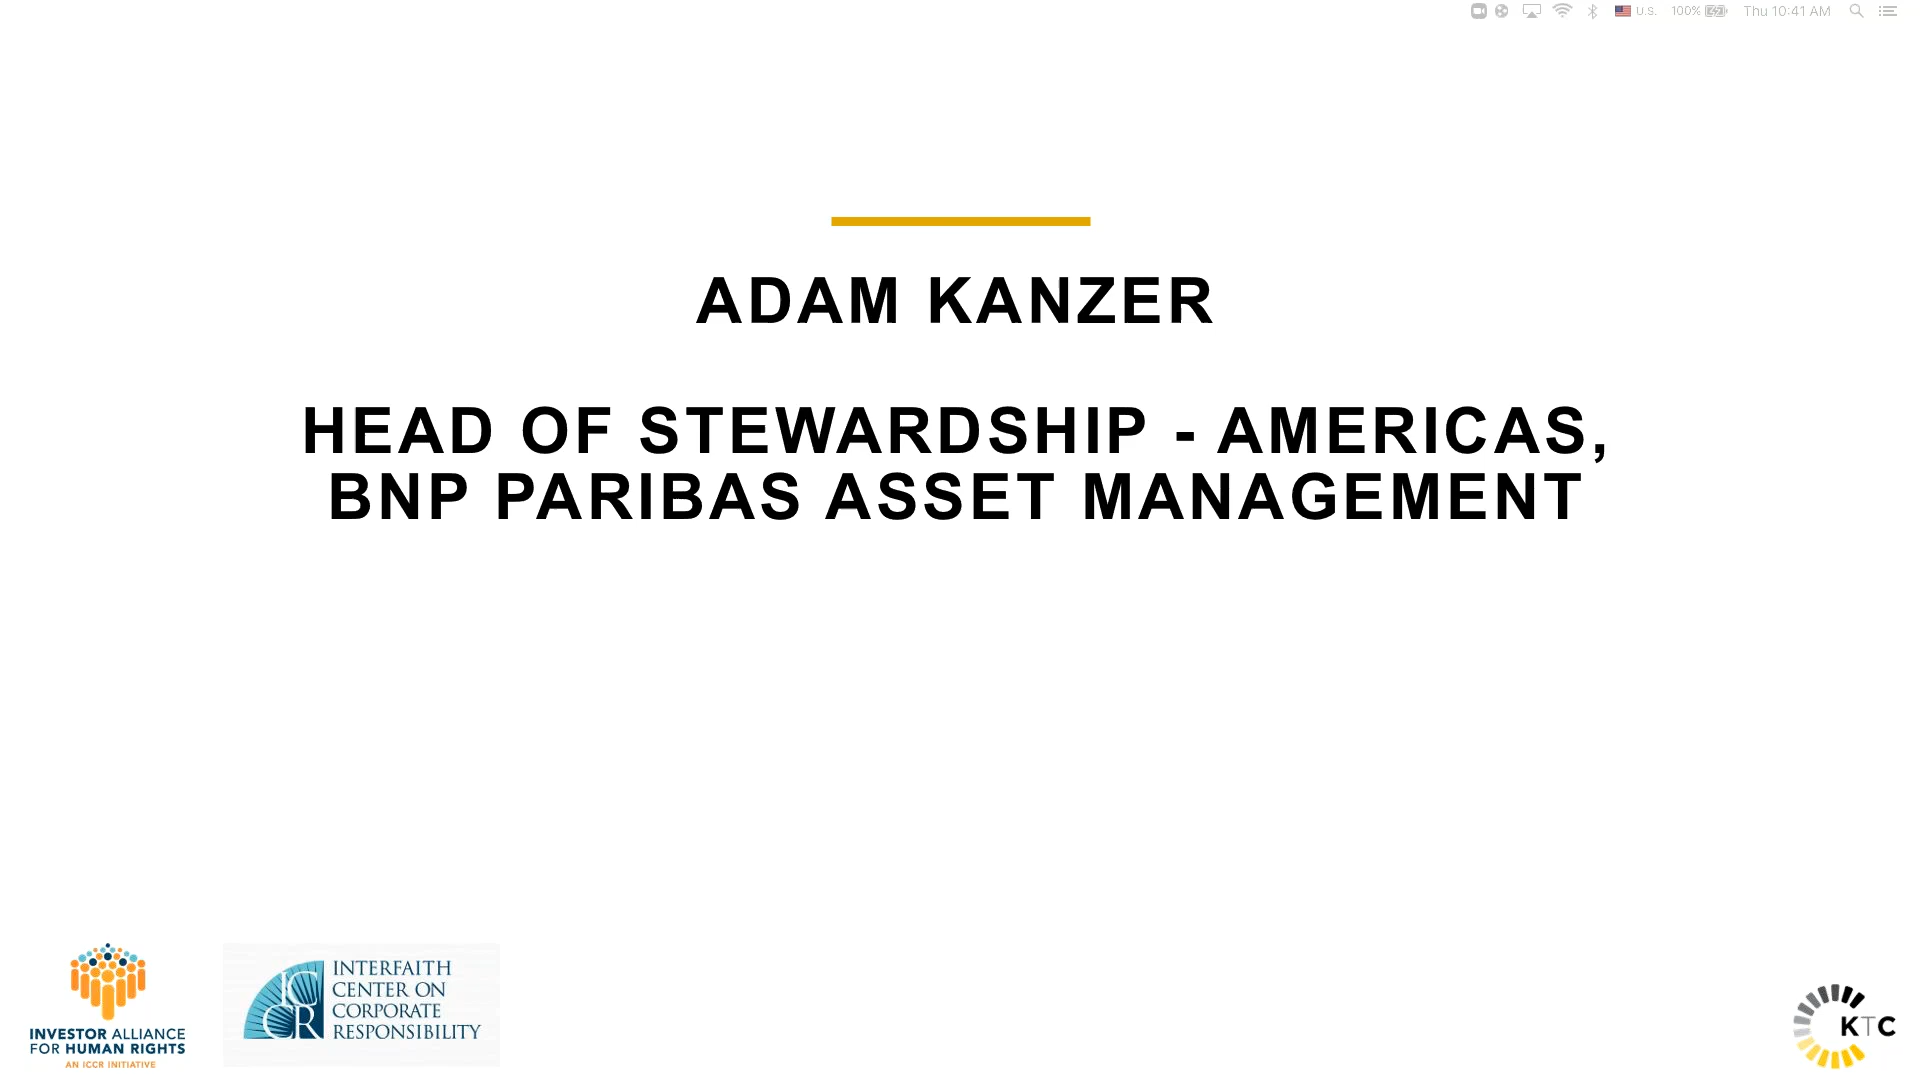 U.S. 100% Thu 10:41 AM
ADAM KANZER
HEAD OF STEWARDSHIP - AMERICAS,
BNP PARIBAS ASSET MANAGEMENT
INVESTOR ALLIANCE
FOR HUMAN RIGHTS
AN ICCR INITIATIVE
ICCR
INTERFAITH
CENTER ON
CORPORATE
RESPONSIBILITY
KTC